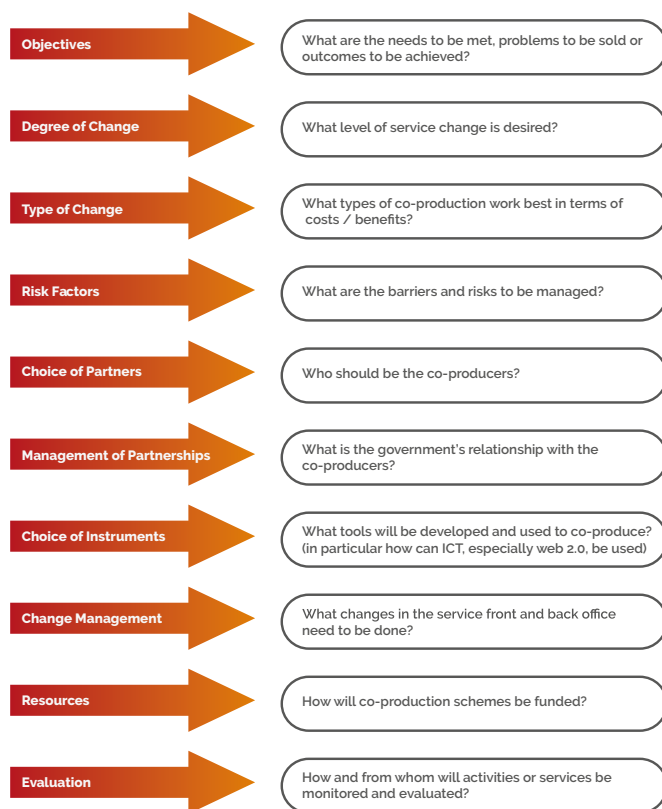 Objectives
What are the needs to be met, problems to be sold or
outcomes to be achieved?
Degree of Change
What level of service change is desired?
Type of Change
What types of co-production work best in terms of
costs / benefits?
Risk Factors
What are the barriers and risks to be managed?
Choice of Partners
Who should be the co-producers?
Management of Partnerships
What is the government's relationship with the
co-producers?
Choice of Instruments
What tools will be developed and used to co-produce?
(in particular how can ICT, especially web 2.0, be used)
Change Management
What changes in the service front and back office
need to be done?
Resources
How will co-production schemes be funded?
Evaluation
How and from whom will activities or services be
monitored and evaluated?